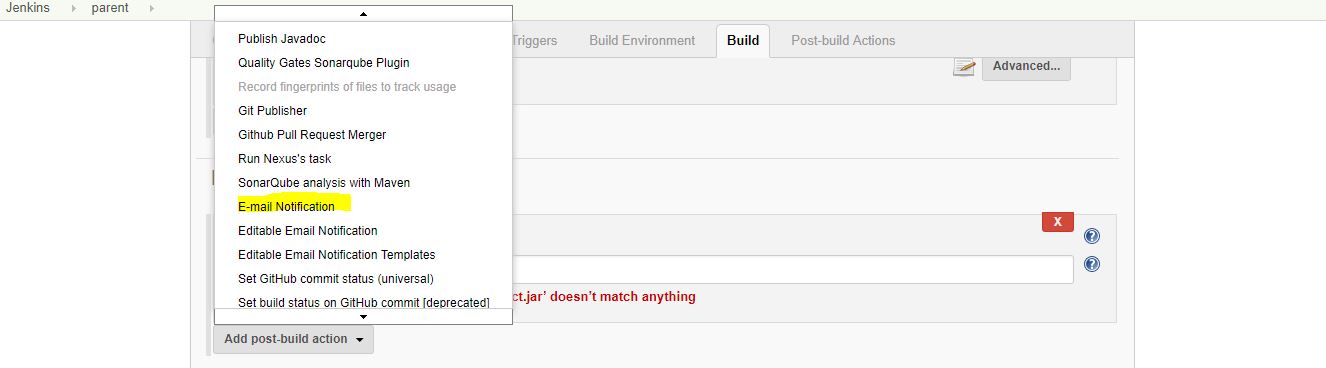 Jenkins parent
Triggers Build Environment Build Post-build Actions
Advanced...
Publish Javadoc
Quality Gates Sonarqube Plugin
Record fingerprints of files to track usage
Git Publisher
Github Pull Request Merger
Run Nexus's task
SonarQube analysis with Maven
E-mail Notification
Editable Email Notification
Editable Email Notification Templates
Set GitHub commit status (universal)
Set build status on GitHub commit [deprecated]
X
ct.jar’ doesn’t match anything
Add post-build action